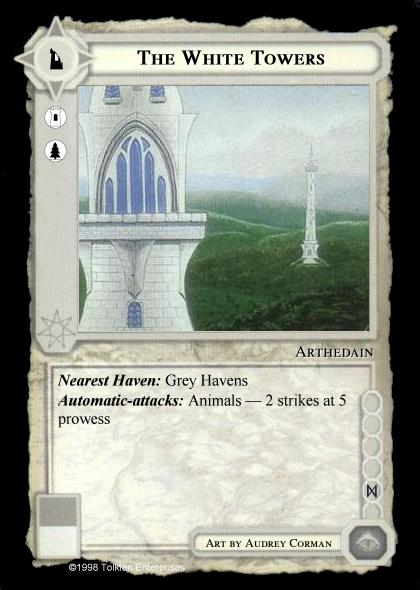 The White Towers
Arthedain
Nearest Haven: Grey Havens
Automatic-attacks: Animals — 2 strikes at 5
prowess
Art by Audrey Corman
©1998 Tolkien Enterprises